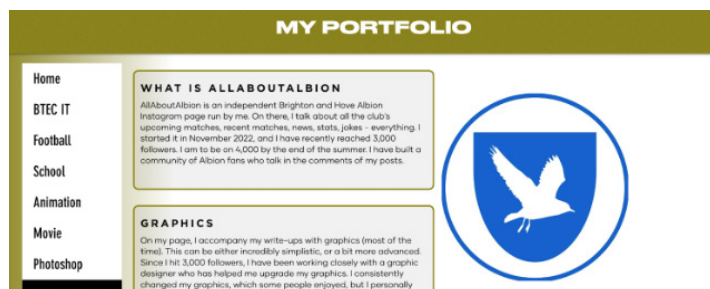 MY PORTFOLIO
Home
BTEC IT
Football
School
Animation
Movie
Photoshop
WHAT IS ALLABOUTALBION
AllAboutAlbion is an independent Brighton and Hove Albion
Instagram page run by me. On there, I talk about all the club's
upcoming matches, recent matches, news, stats, jokes - everything. I
started it in November 2022, and I have recently reached 3,000
followers. I am to be on 4,000 by the end of the summer. I have built a
community of Albion fans who talk in the comments of my posts.
GRAPHICS
On my page, I accompany my write-ups with graphics (most of the
time). This can be either incredibly simplistic, or a bit more advanced.
Since I hit 3,000 followers, I have been working closely with a graphic
designer who has helped me upgrade my graphics. I consistently
changed my graphics, which some people enjoyed, but I personally